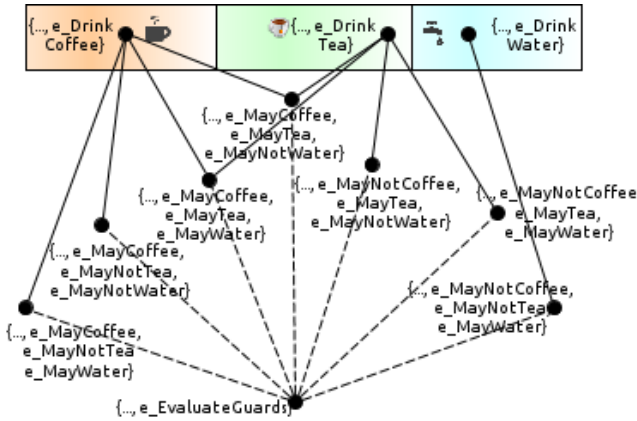 {..., e_Drink
Coffee}
{..., e_Drink
Tea}
{..., e_Drink
Water}
{..., e_MayCoffee,
e_MayTea,
e_MayNotWater}
{..., e_MayCoffee,
e_MayTea,
e_MayWater}
{..., e_MayNotCoffee,
e_MayTea,
e_MayNotWater}
{..., e_MayNotCoffee
e_MayTea,
e_MayWater}
{..., e_MayCoffee,
e_MayNotTea,
e_MayNotWater}
{..., e_MayNotCoffee,
e_MayNotTea,
e_MayWater}
{..., e_MayCoffee,
e_MayNotTea
e_MayWater}
{..., e_EvaluateGuards}